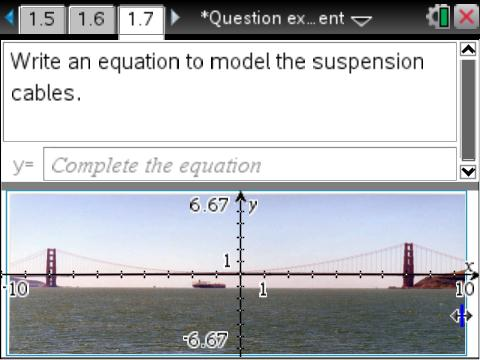 1.5 1.6 1.7 *Question ex...ent
Write an equation to model the suspension
cables.
y= Complete the equation
6.67 y
1
x
-10 1 10
-6.67